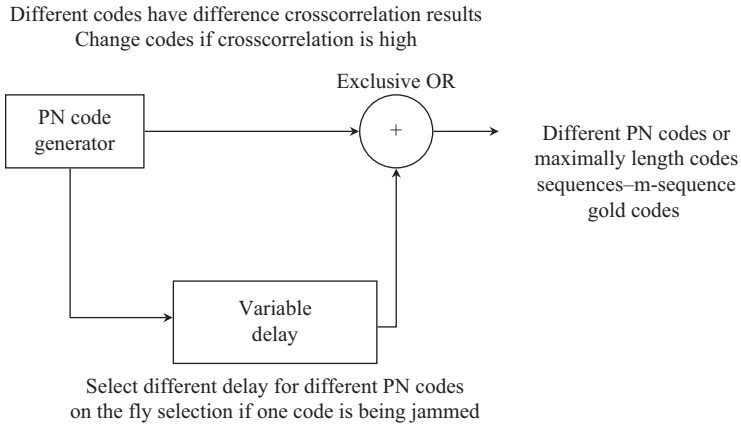 Different codes have difference crosscorrelation results
Change codes if crosscorrelation is high
Exclusive OR
PN code
generator
+
Different PN codes or
maximally length codes
sequences–m-sequence
gold codes
Variable
delay
Select different delay for different PN codes
on the fly selection if one code is being jammed